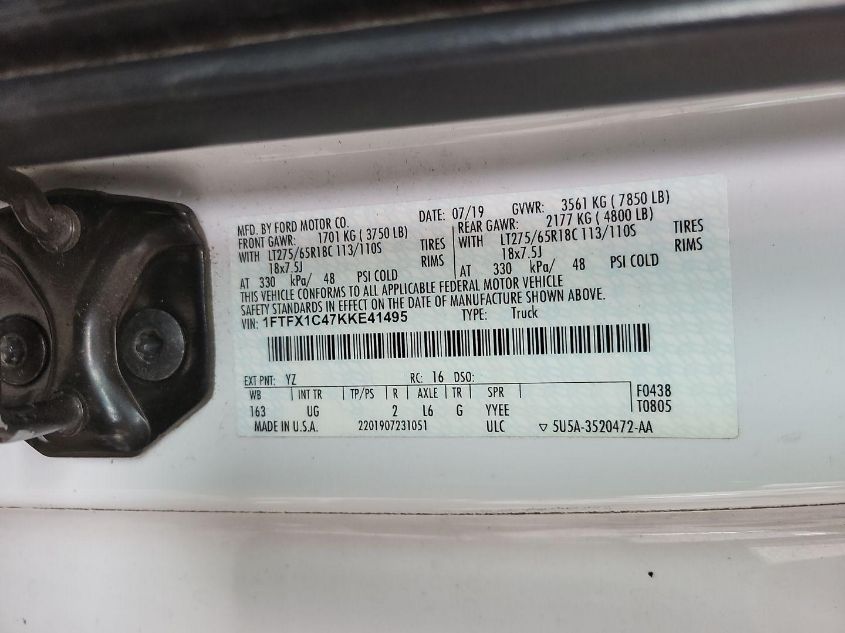 MFD. BY FORD MOTOR CO. DATE: 07/19 GVWR: 3561 KG ( 7850 LB)
FRONT GAWR: 1701 KG ( 3750 LB) REAR GAWR: 2177 KG ( 4800 LB)
WITH LT275/65R18C 113/110S TIRES WITH LT275/65R18C 113/110S TIRES
18x7.5J RIMS 18x7.5J RIMS
AT 330 kPa/ 48 PSI COLD AT 330 kPa/ 48 PSI COLD
THIS VEHICLE CONFORMS TO ALL APPLICABLE FEDERAL MOTOR VEHICLE
SAFETY STANDARDS IN EFFECT ON THE DATE OF MANUFACTURE SHOWN ABOVE.
VIN: 1FTFX1C47KKE41495 TYPE: Truck
EXT PNT: YZ RC: 16 DSO:
WB INT TR TP/PS R AXLE TR SPR F0438
163 UG 2 L6 G YYEE T0805
MADE IN U.S.A. 2201907231051 ULC ▽ 5U5A-3520472-AA